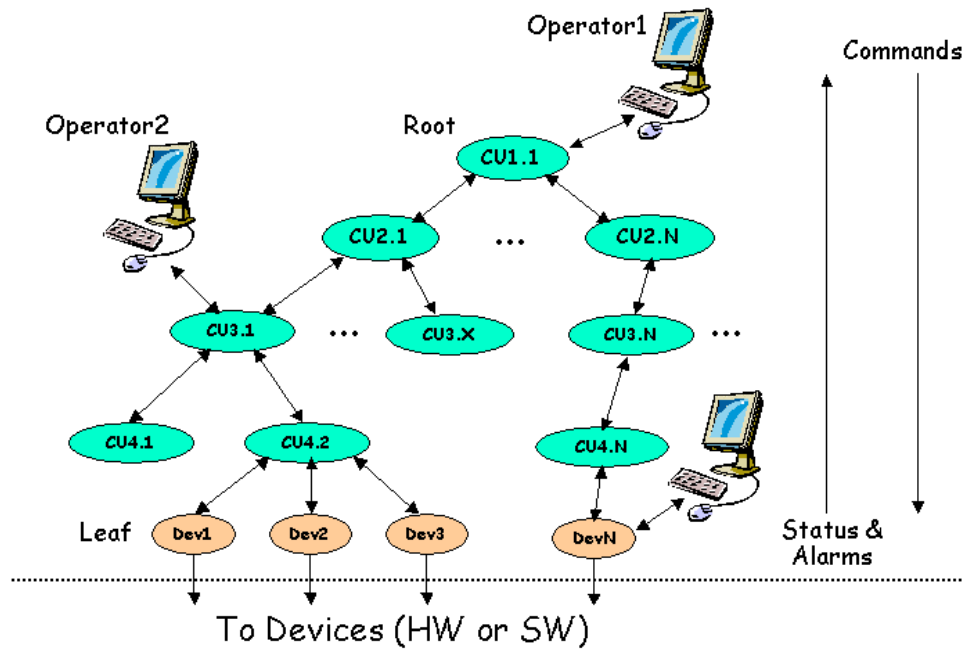 Operator1
Commands
Operator2
Root
CU1.1
CU2.1
...
CU2.N
CU3.1
...
CU3.X
CU3.N
...
CU4.1
CU4.2
CU4.N
Leaf
Dev1
Dev2
Dev3
DevN
Status &
Alarms
To Devices (HW or SW)